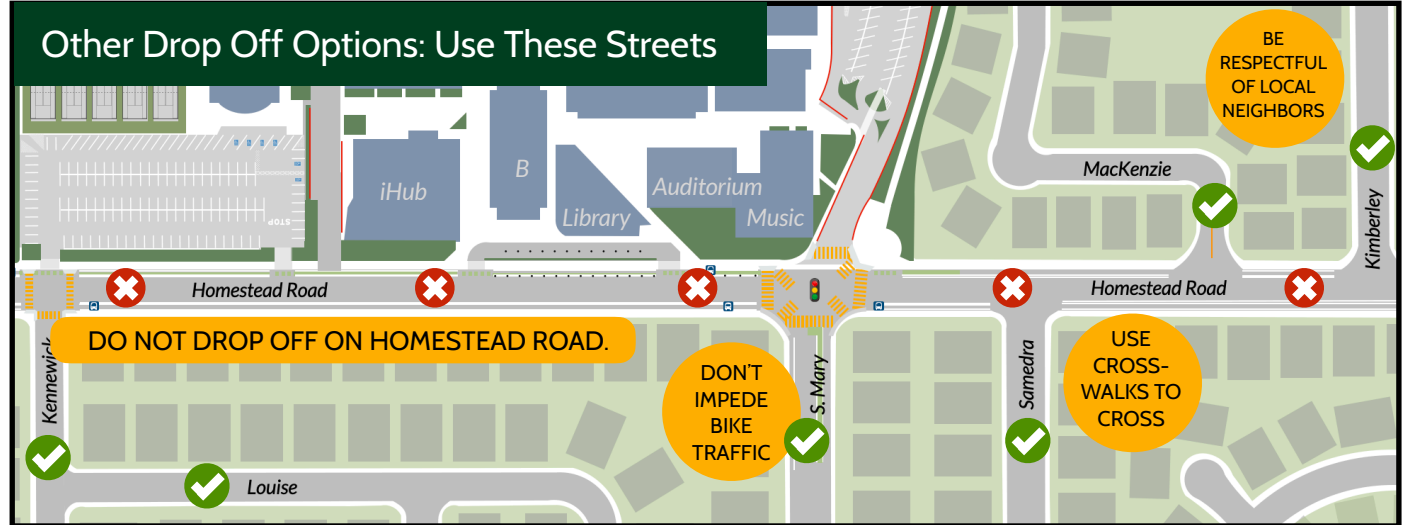 Other Drop Off Options: Use These Streets
BE
RESPECTFUL
OF LOCAL
NEIGHBORS
B
iHub
Auditorium
Library
Music
STOP
MacKenzie
Kimberley
Homestead Road
Homestead Road
DO NOT DROP OFF ON HOMESTEAD ROAD.
Kennewick
DON'T
IMPEDE
BIKE
TRAFFIC
S. Mary
Samedra
USE
CROSS-
WALKS TO
CROSS
Louise